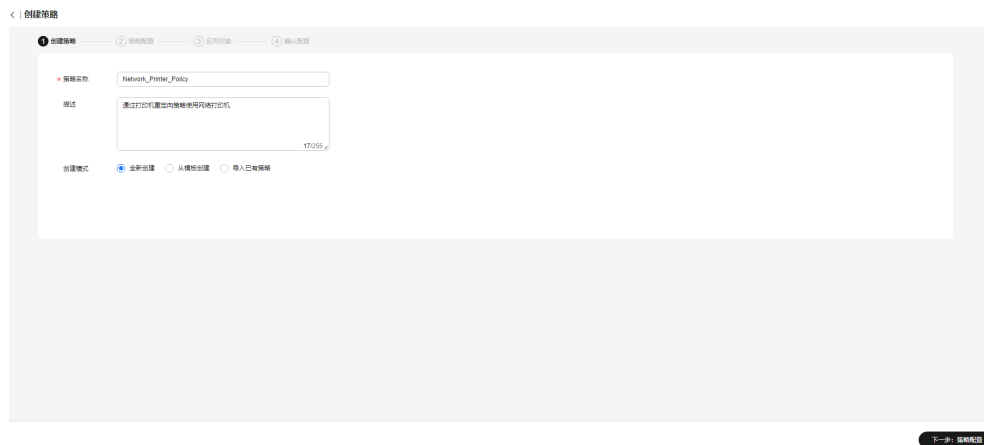 创建策略
1 创建策略 2 策略配置 3 应用对象 4 确认配置
* 策略名称 Network_Printer_Policy
描述 通过打印机重定向策略使用网络打印机
17/255
创建模式 全新创建 从模板创建 导入已有策略
下一步：策略配置